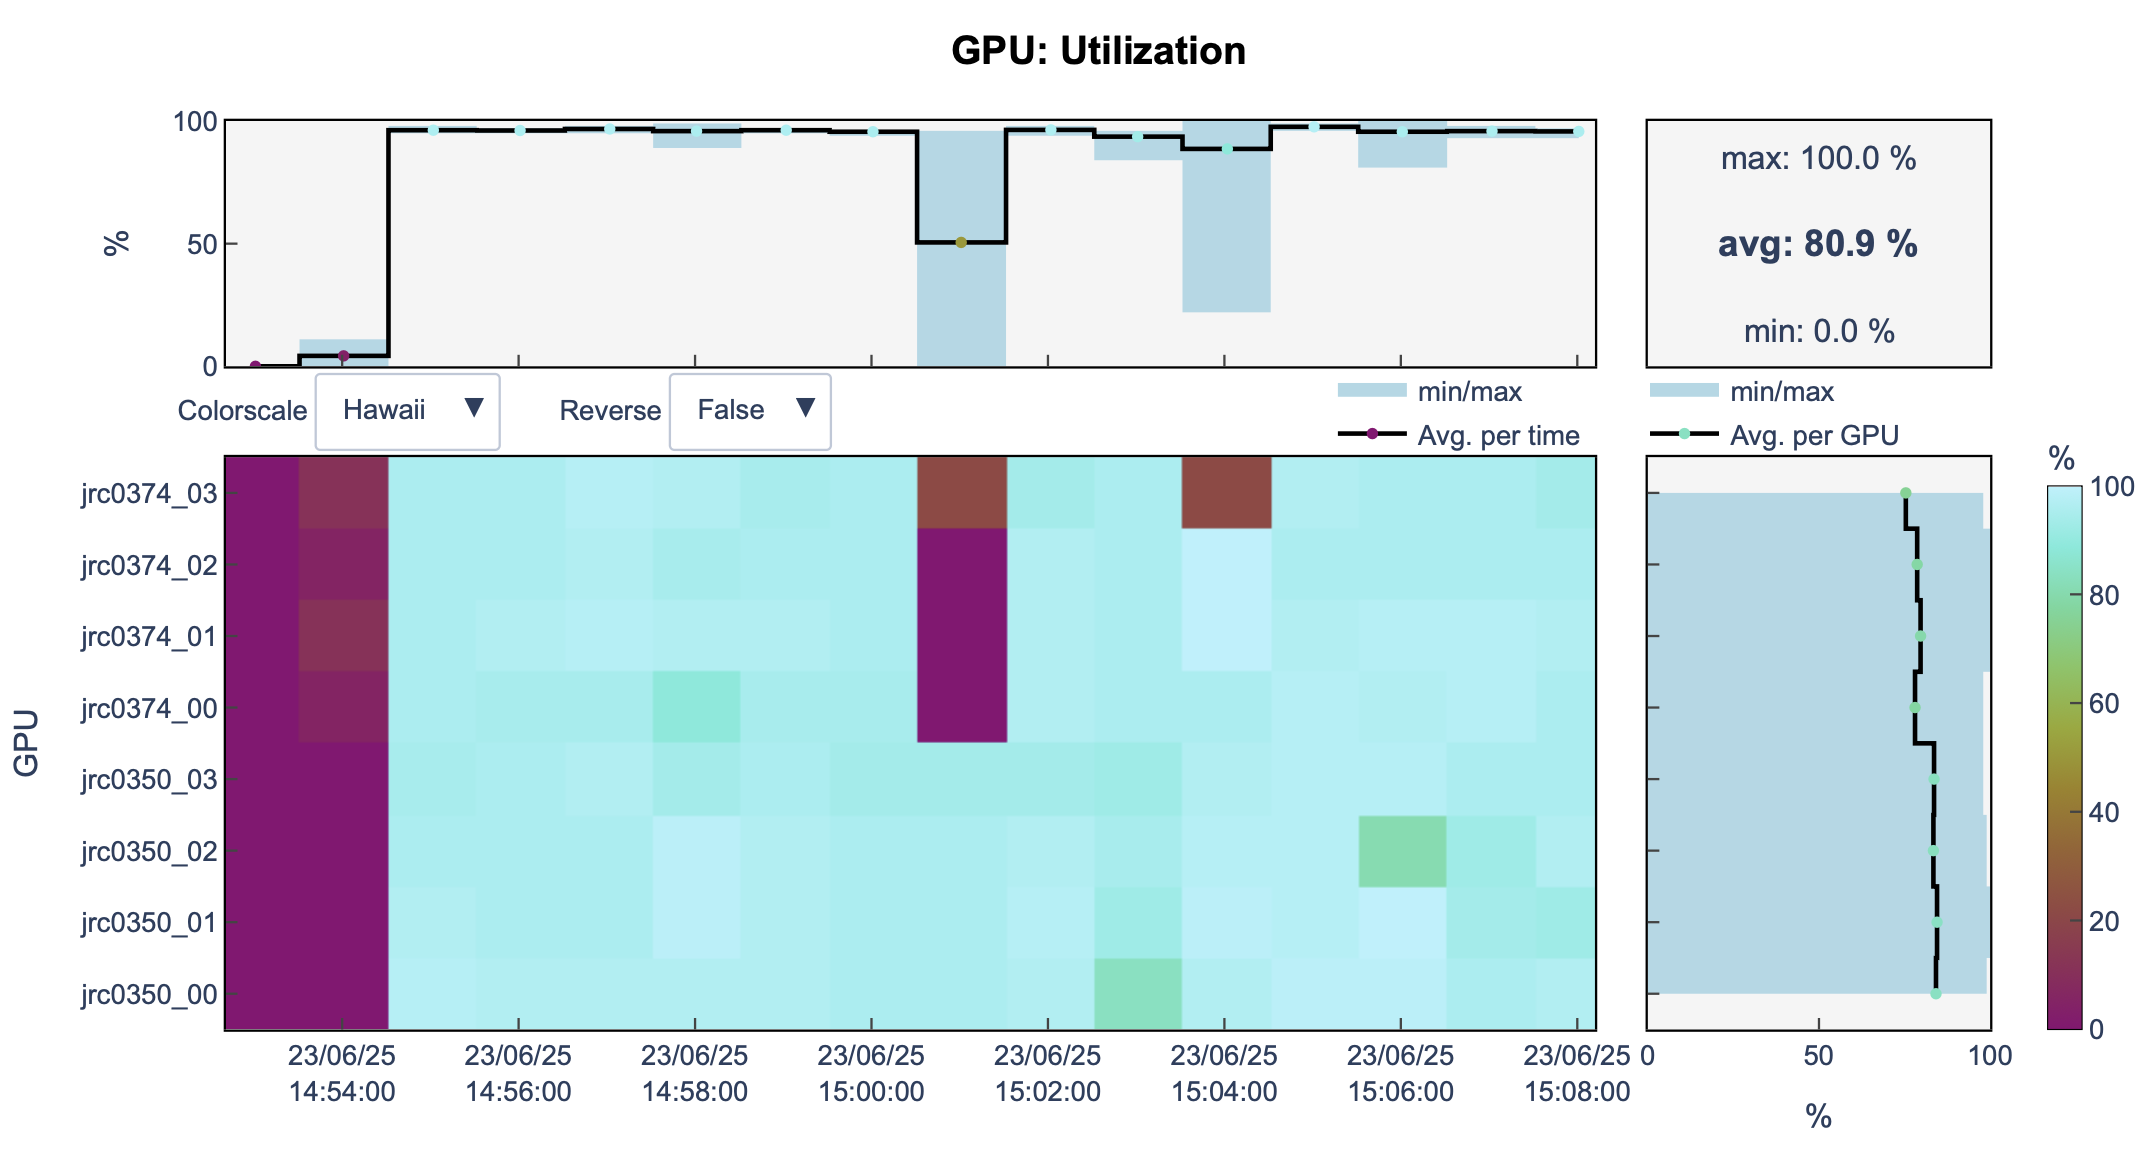 GPU: Utilization
100
50
0
%
max: 100.0 %
avg: 80.9 %
min: 0.0 %
Colorscale Hawaii ▼ Reverse False ▼
min/max
Avg. per time
min/max
Avg. per GPU
GPU
jrc0374_03
jrc0374_02
jrc0374_01
jrc0374_00
jrc0350_03
jrc0350_02
jrc0350_01
jrc0350_00
23/06/25 23/06/25 23/06/25 23/06/25 23/06/25 23/06/25 23/06/25 23/06/25
14:54:00 14:56:00 14:58:00 15:00:00 15:02:00 15:04:00 15:06:00 15:08:00
0 50 100
%
%
100
80
60
40
20
0